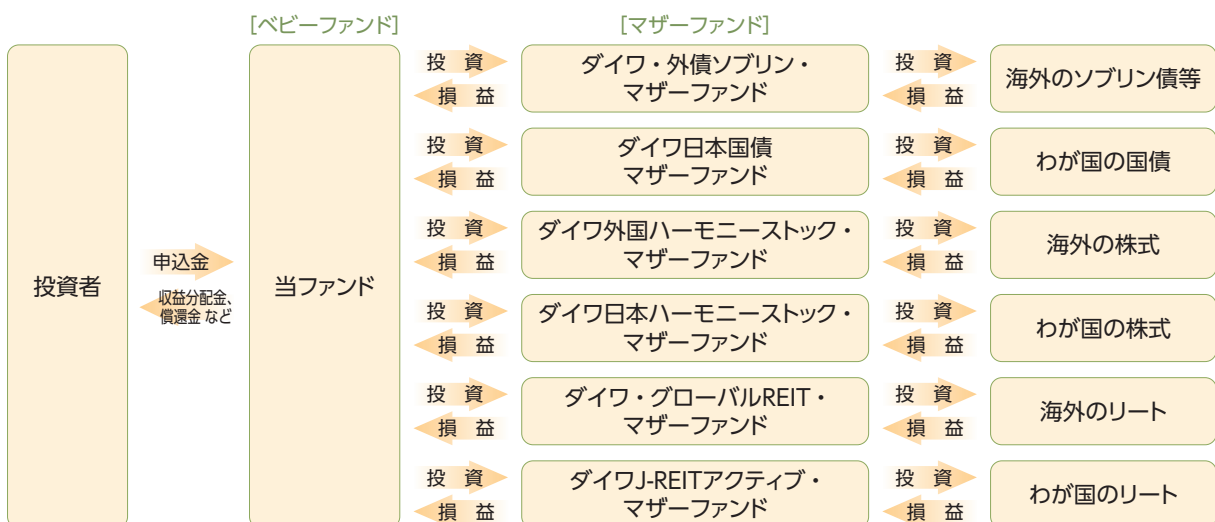 [ベビーファンド]
[マザーファンド]
投資者
申込金
収益分配金、
償還金 など
当ファンド
投 資
損 益
ダイワ・外債ソブリン・
マザーファンド
投 資
損 益
海外のソブリン債等
投 資
損 益
ダイワ日本国債
マザーファンド
投 資
損 益
わが国の国債
投 資
損 益
ダイワ外国ハーモニーストック・
マザーファンド
投 資
損 益
海外の株式
投 資
損 益
ダイワ日本ハーモニーストック・
マザーファンド
投 資
損 益
わが国の株式
投 資
損 益
ダイワ・グローバルREIT・
マザーファンド
投 資
損 益
海外のリート
投 資
損 益
ダイワJ-REITアクティブ・
マザーファンド
投 資
損 益
わが国のリート